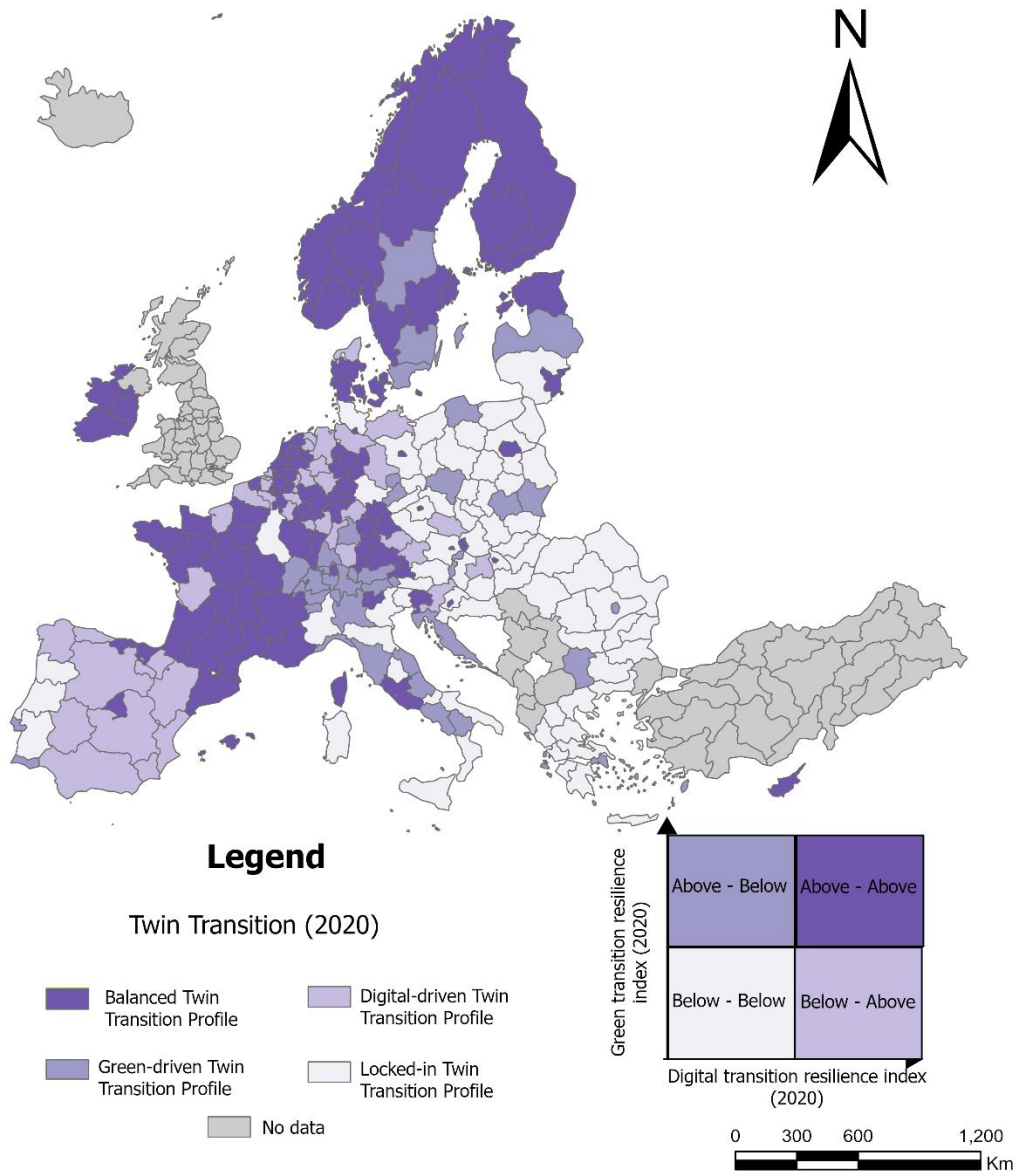 N
Legend
Twin Transition (2020)
Balanced Twin
Transition Profile
Digital-driven Twin
Transition Profile
Green-driven Twin
Transition Profile
Locked-in Twin
Transition Profile
No data
Green transition resilience
index (2020)
Above - Below
Above - Above
Below - Below
Below - Above
Digital transition resilience index
(2020)
0 300 600 1,200
Km